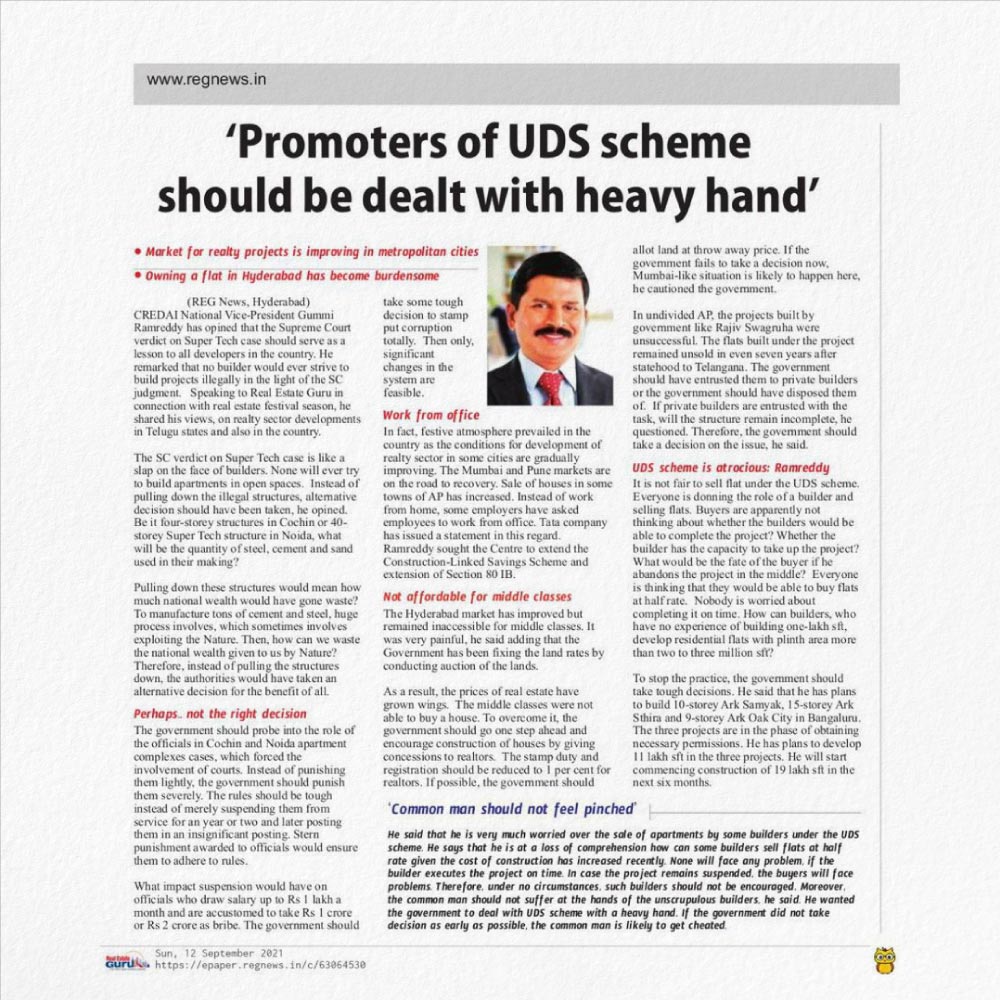 www.regnews.in
‘Promoters of UDS scheme
should be dealt with heavy hand’
• Market for realty projects is improving in metropolitan cities
• Owning a flat in Hyderabad has become burdensome
(REG News, Hyderabad)
CREDAI National Vice-President Gummi
Ramreddy has opined that the Supreme Court
verdict on Super Tech case should serve as a
lesson to all developers in the country. He
remarked that no builder would ever strive to
build projects illegally in the light of the SC
judgment. Speaking to Real Estate Guru in
connection with real estate festival season, he
shared his views, on realty sector developments
in Telugu states and also in the country.
The SC verdict on Super Tech case is like a
slap on the face of builders. None will ever try
to build apartments in open spaces. Instead of
pulling down the illegal structures, alternative
decision should have been taken, he opined.
Be it four-storey structures in Cochin or 40-
storey Super Tech structure in Noida, what
will be the quantity of steel, cement and sand
used in their making?
Pulling down these structures would mean how
much national wealth would have gone waste?
To manufacture tons of cement and steel, huge
process involves, which sometimes involves
exploiting the Nature. Then, how can we waste
the national wealth given to us by Nature?
Therefore, instead of pulling the structures
down, the authorities would have taken an
alternative decision for the benefit of all.
Perhaps.. not the right decision
The government should probe into the role of
the officials in Cochin and Noida apartment
complexes cases, which forced the
involvement of courts. Instead of punishing
them lightly, the government should punish
them severely. The rules should be tough
instead of merely suspending them from
service for an year or two and later posting
them in an insignificant posting. Stern
punishment awarded to officials would ensure
them to adhere to rules.
What impact suspension would have on
officials who draw salary up to Rs 1 lakh a
month and are accustomed to take Rs 1 crore
or Rs 2 crore as bribe. The government should
take some tough
decision to stamp
put corruption
totally. Then only,
significant
changes in the
system are
feasible.
Work from office
In fact, festive atmosphere prevailed in the
country as the conditions for development of
realty sector in some cities are gradually
improving. The Mumbai and Pune markets are
on the road to recovery. Sale of houses in some
towns of AP has increased. Instead of work
from home, some employers have asked
employees to work from office. Tata company
has issued a statement in this regard.
Ramreddy sought the Centre to extend the
Construction-Linked Savings Scheme and
extension of Section 80 IB.
Not affordable for middle classes
The Hyderabad market has improved but
remained inaccessible for middle classes. It
was very painful, he said adding that the
Government has been fixing the land rates by
conducting auction of the lands.
As a result, the prices of real estate have
grown wings. The middle classes were not
able to buy a house. To overcome it, the
government should go one step ahead and
encourage construction of houses by giving
concessions to realtors. The stamp duty and
registration should be reduced to 1 per cent for
realtors. If possible, the government should
allot land at throw away price. If the
government fails to take a decision now,
Mumbai-like situation is likely to happen here,
he cautioned the government.
In undivided AP, the projects built by
government like Rajiv Swagruha were
unsuccessful. The flats built under the project
remained unsold in even seven years after
statehood to Telangana. The government
should have entrusted them to private builders
or the government should have disposed them
of. If private builders are entrusted with the
task, will the structure remain incomplete, he
questioned. Therefore, the government should
take a decision on the issue, he said.
UDS scheme is atrocious: Ramreddy
It is not fair to sell flat under the UDS scheme.
Everyone is donning the role of a builder and
selling flats. Buyers are apparently not
thinking about whether the builders would be
able to complete the project? Whether the
builder has the capacity to take up the project?
What would be the fate of the buyer if he
abandons the project in the middle? Everyone
is thinking that they would be able to buy flats
at half rate. Nobody is worried about
completing it on time. How can builders, who
have no experience of building one-lakh sft,
develop residential flats with plinth area more
than two to three million sft?
To stop the practice, the government should
take tough decisions. He said that he has plans
to build 10-storey Ark Samyak, 15-storey Ark
Sthira and 9-storey Ark Oak City in Bangaluru.
The three projects are in the phase of obtaining
necessary permissions. He has plans to develop
11 lakh sft in the three projects. He will start
commencing construction of 19 lakh sft in the
next six months.
'Common man should not feel pinched'
He said that he is very much worried over the sale of apartments by some builders under the UDS
scheme. He says that he is at a loss of comprehension how can some builders sell flats at half
rate given the cost of construction has increased recently. None will face any problem, if the
builder executes the project on time. In case the project remains suspended, the buyers will face
problems. Therefore, under no circumstances, such builders should not be encouraged. Moreover,
the common man should not suffer at the hands of the unscrupulous builders, he said. He wanted
the government to deal with UDS scheme with a heavy hand. If the government did not take
decision as early as possible, the common man is likely to get cheated.
Real Estate
GURU
Sun, 12 September 2021
https://epaper.regnews.in/c/63064530